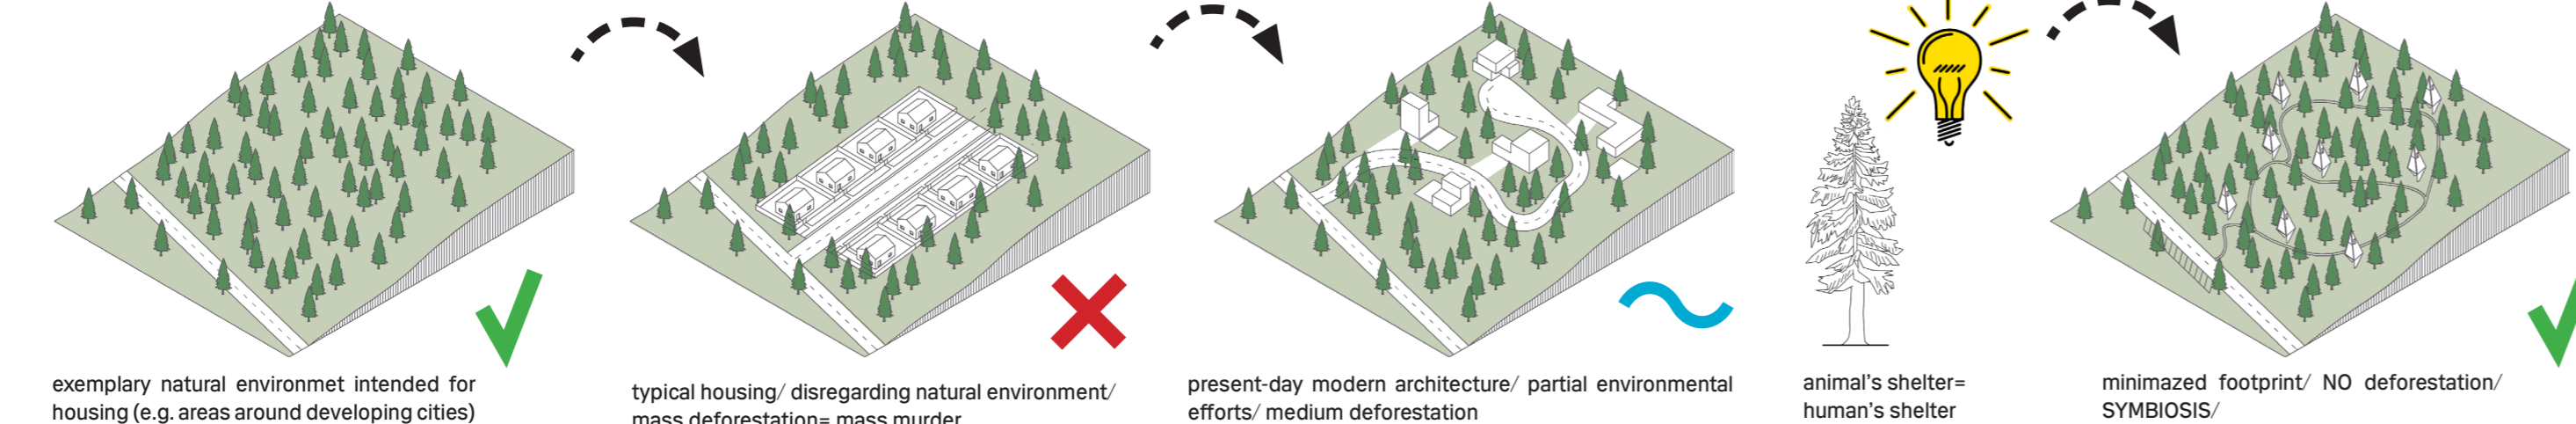 exemplary natural environmet intended for
housing (e.g. areas around developing cities)
typical housing/ disregarding natural environment/
mass deforestation= mass murder
present-day modern architecture/ partial environmental
efforts/ medium deforestation
animal's shelter=
human's shelter
minimazed footprint/ NO deforestation/
SYMBIOSIS/